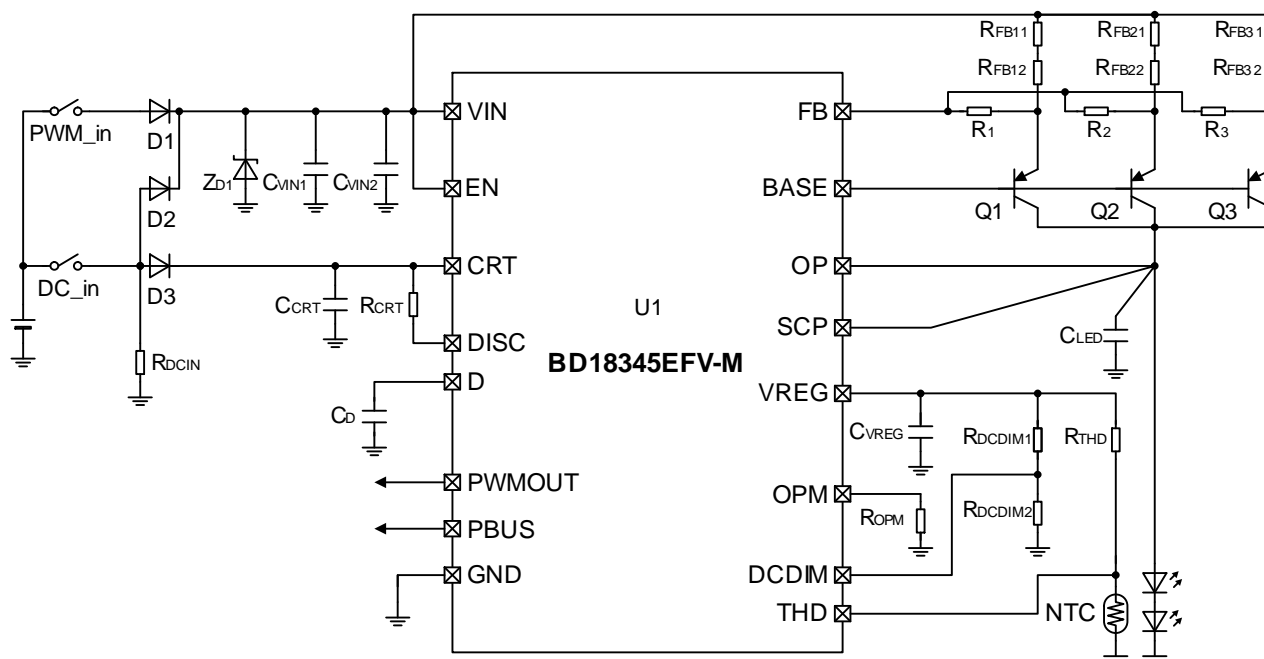 RFB11
RFB21
RFB31
RFB12
RFB22
RFB32
VIN
FB
PWM_in
D1
R1
R2
R3
ZD1
CVIN1
CVIN2
EN
BASE
D2
Q1
Q2
Q3
CRT
OP
DC_in
D3
CCRT
RCRT
U1
SCP
CLED
RDCIN
DISC
BD18345EFV-M
D
VREG
CD
CVREG
RDCDIM1
RTHD
PWMOUT
OPM
ROPM
RDCDIM2
PBUS
GND
DCDIM
THD
NTC